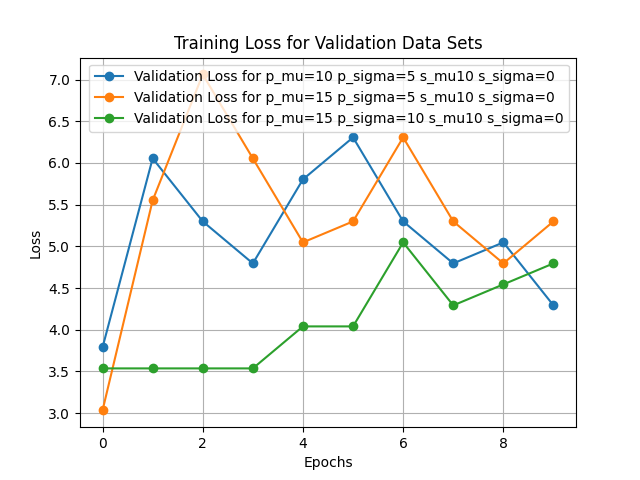 Training Loss for Validation Data Sets
Validation Loss for p_mu=10 p_sigma=5 s_mu10 s_sigma=0
Validation Loss for p_mu=15 p_sigma=5 s_mu10 s_sigma=0
Validation Loss for p_mu=15 p_sigma=10 s_mu10 s_sigma=0
7.0
6.5
6.0
5.5
5.0
4.5
4.0
3.5
3.0
Loss
0 2 4 6 8
Epochs